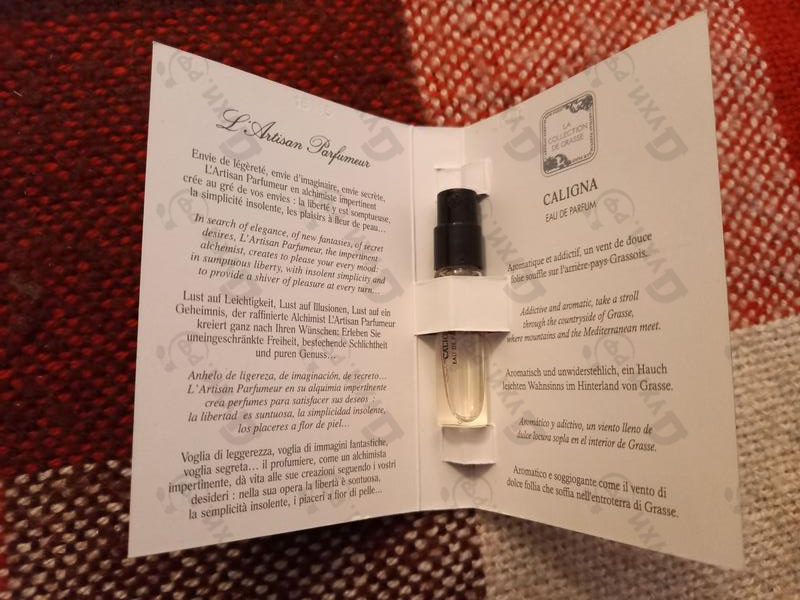 L'Artisan Parfumeur
Envie de légèreté, envie d'imaginaire, envie secrète,
L'Artisan Parfumeur en alchimiste impertinent
crée au gré de vos envies : la liberté y est somptueuse,
la simplicité insolente, les plaisirs à fleur de peau...
In search of elegance, of new fantasies, of secret
desires, L'Artisan Parfumeur, the impertinent
alchemist, creates to please your every mood:
in sumptuous liberty, with insolent simplicity and
to provide a shiver of pleasure at every turn...
Lust auf Leichtigkeit, Lust auf Illusionen, Lust auf ein
Geheimnis, der raffinierte Alchimist L'Artisan Parfumeur
kreiert ganz nach Ihren Wünschen: Erleben Sie
uneingeschränkte Freiheit, bestechende Schlichtheit
und puren Genuss...
Anhelo de ligereza, de imaginación, de secreto...
L'Artisan Parfumeur en su alquimia impertinente
crea perfumes para satisfacer sus deseos :
la libertad es suntuosa, la simplicidad insolente,
los placeres a flor de piel...
Voglia di leggerezza, voglia di immagini fantastiche,
voglia segreta... il profumiere, come un alchimista
impertinente, dà vita alle sue creazioni seguendo i vostri
desideri : nella sua opera la libertà è sontuosa,
la semplicità insolente, i piaceri a fior di pelle...
LA
COLLECTION
DE GRASSE
CALIGNA
EAU DE PARFUM
Aromatique et addictif, un vent de douce
folie souffle sur l'arrière-pays Grassois.
Addictive and aromatic, take a stroll
through the countryside of Grasse,
where mountains and the Mediterranean meet.
Aromatisch und unwiderstehlich, ein Hauch
leichten Wahnsinns im Hinterland von Grasse.
Aromático y adictivo, un viento lleno de
dulce locura sopla en el interior de Grasse.
Aromatico e soggiogante come il vento di
dolce follia che soffia nell'entroterra di Grasse.
CALIGNA
EAU DE